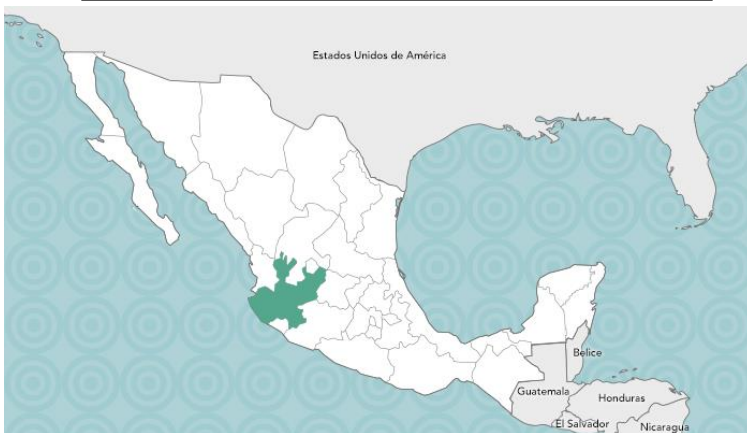 Estados Unidos de América
Belice
Guatemala
Honduras
El Salvador
Nicaragua